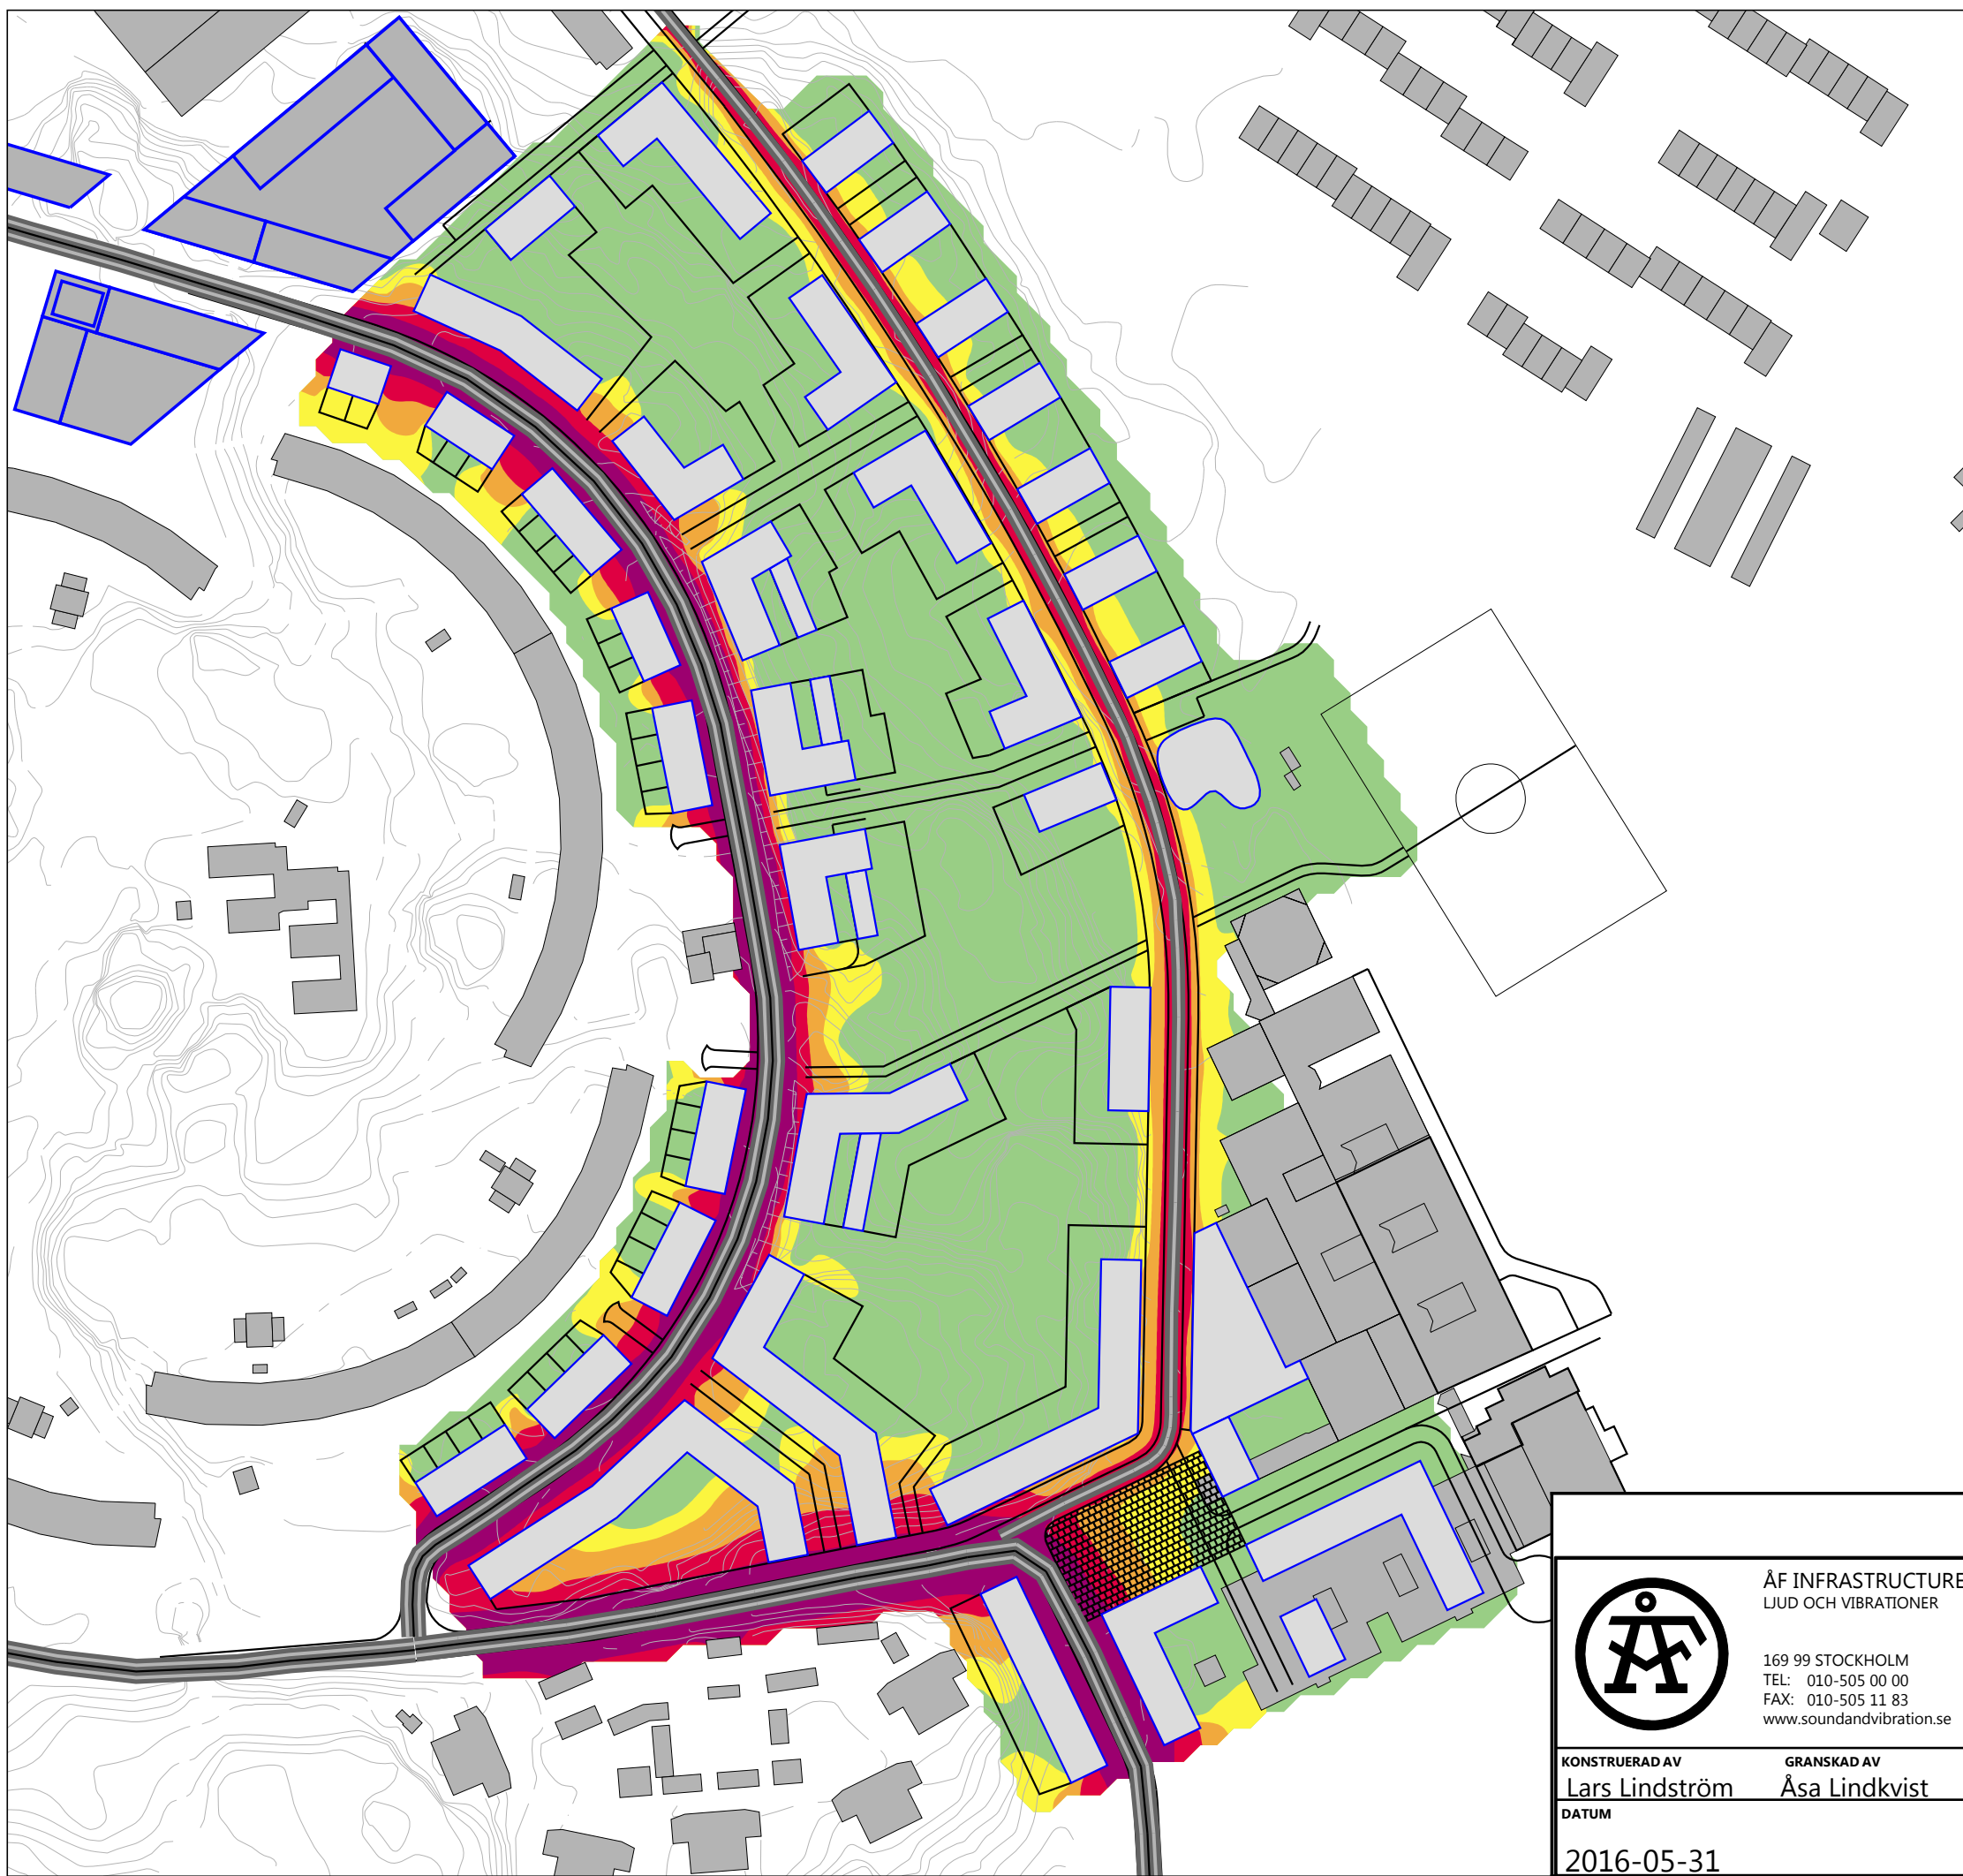 ÅF INFRASTRUCTURE
LJUD OCH VIBRATIONER
169 99 STOCKHOLM
TEL: 010-505 00 00
FAX: 010-505 11 83
www.soundandvibration.se
KONSTRUERAD AV GRANSKAD AV
Lars Lindström Åsa Lindkvist
DATUM
2016-05-31